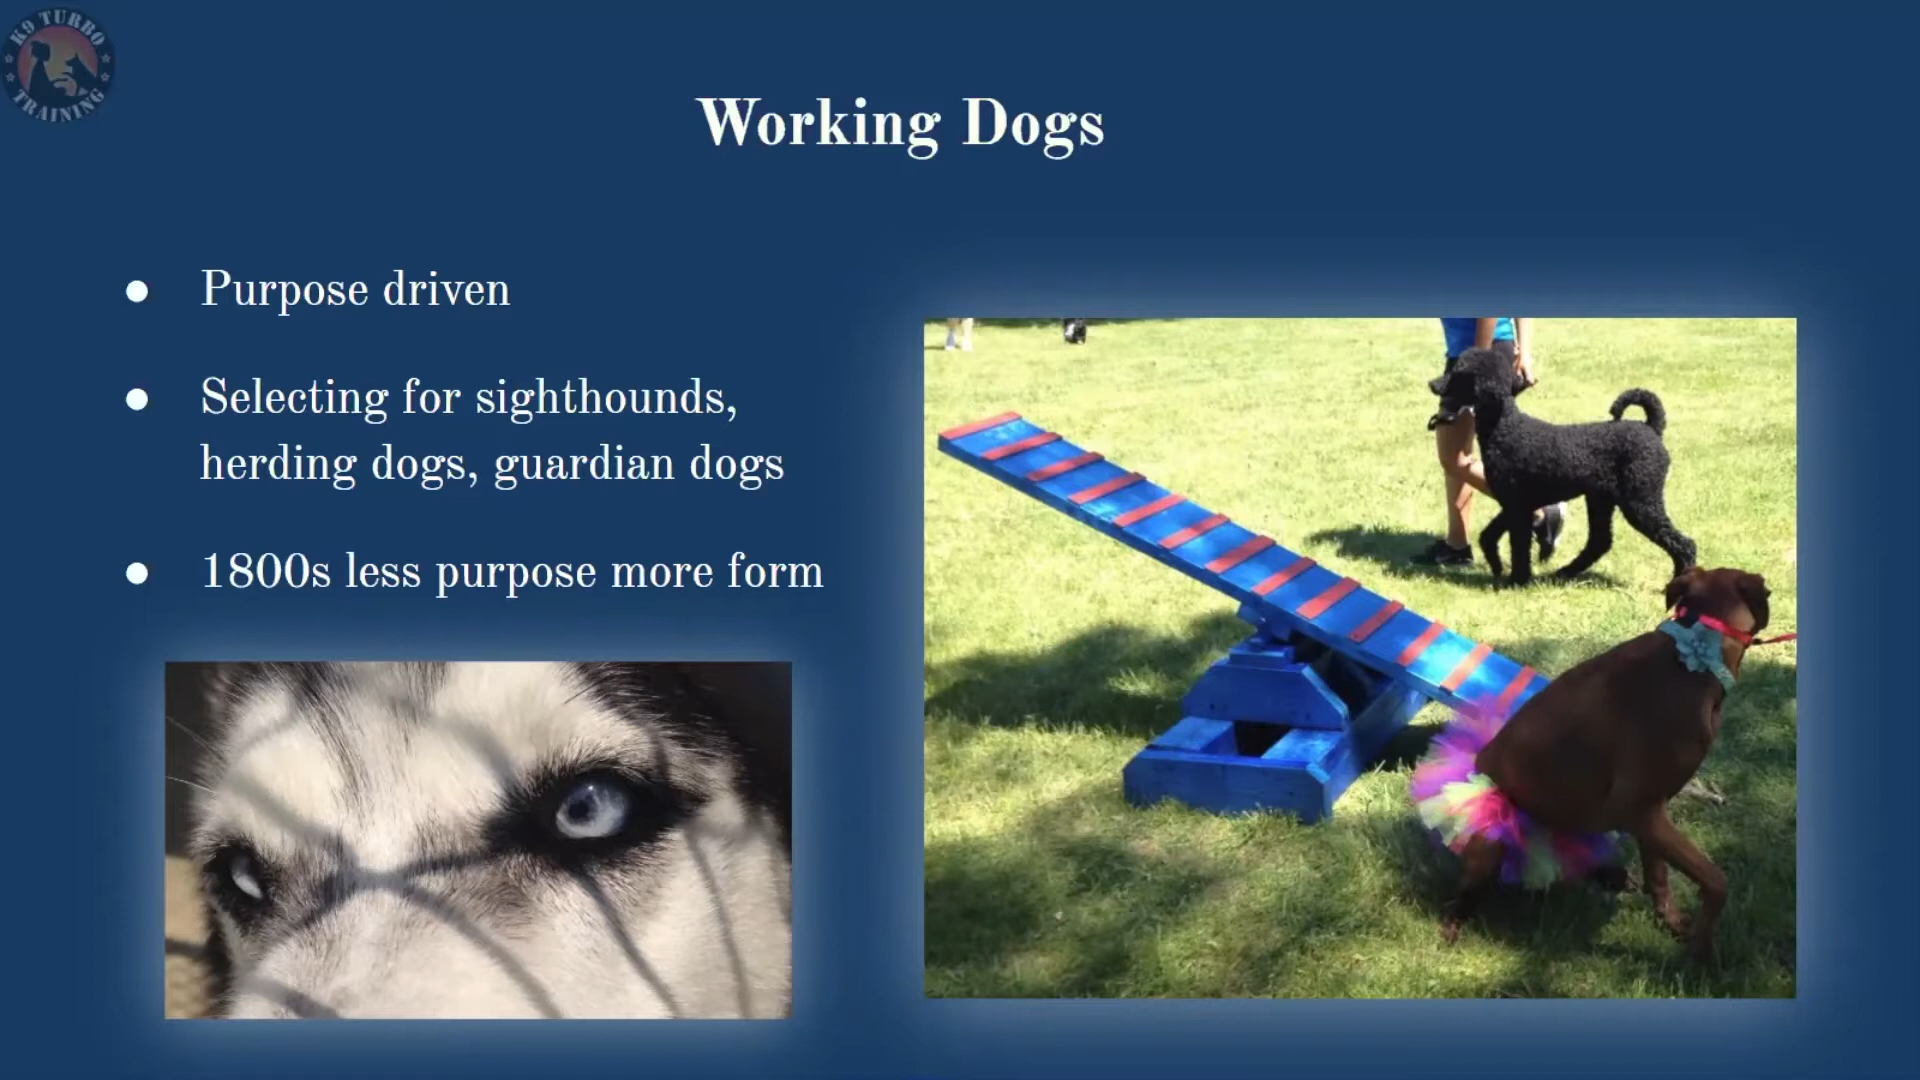 K9 TURBO
TRAINING
Working Dogs
● Purpose driven
● Selecting for sighthounds,
herding dogs, guardian dogs
● 1800s less purpose more form